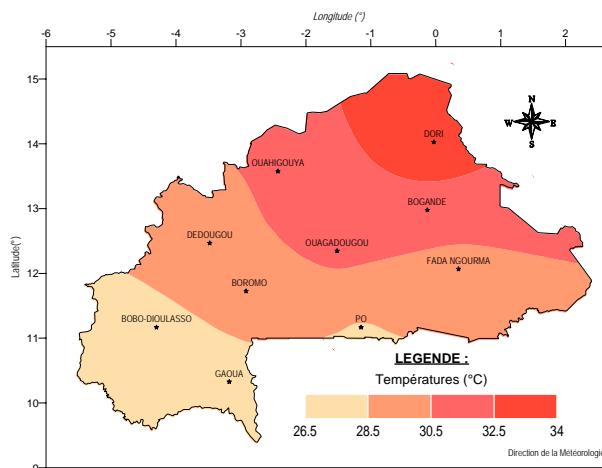 Longitude (°)
-6 -5 -4 -3 -2 -1 0 1 2
15
N
W E
S
14
DORI
OUAHIGOUYA
13
BOGANDE
DEDOUGOU
OUAGADOUGOU
FADA NGOURMA
Latitude(°)
12
BOROMO
BOBO-DIOULASSO
PO
11
LEGENDE :
Températures (°C)
GAOUA
10
26.5 28.5 30.5 32.5 34
Direction de la Météorologie
9